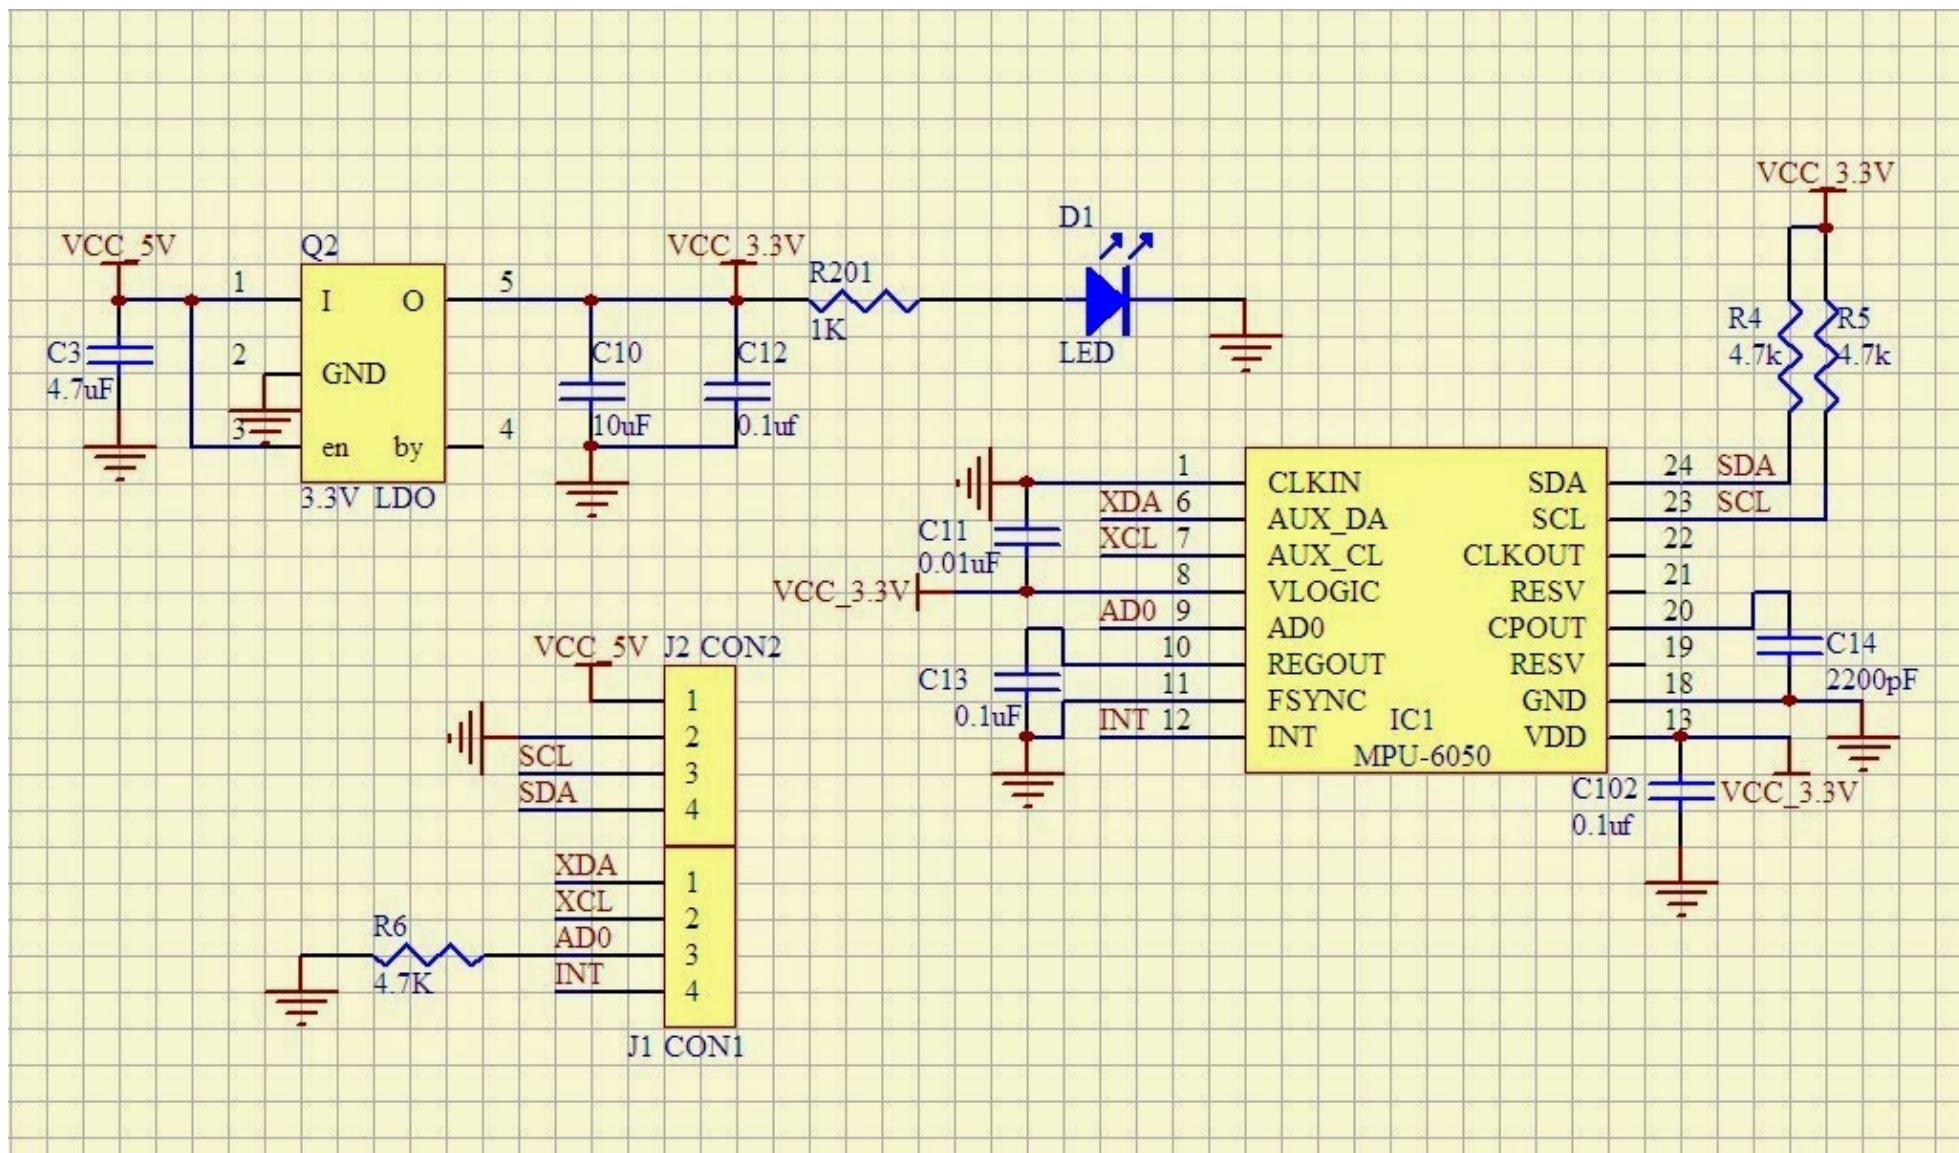 VCC_5V
C3
4.7uF
Q2
1
2
3
I
O
GND
en
by
5
4
3.3V LDO
VCC_3.3V
C10
10uF
C12
0.1uf
R201
1K
D1
LED
VCC_3.3V
R4
4.7k
R5
4.7k
1
CLKIN
XDA 6
AUX_DA
XCL 7
AUX_CL
8
VLOGIC
AD0 9
AD0
10
REGOUT
11
FSYNC
INT 12
INT
C11
0.01uF
VCC_3.3V
C13
0.1uF
IC1
MPU-6050
SDA
24 SDA
SCL
23 SCL
CLKOUT
22
RESV
21
CPOUT
20
RESV
19
GND
18
VDD
13
C14
2200pF
C102
0.1uf
VCC_3.3V
VCC_5V
J2 CON2
1
2
SCL
3
SDA
4
XDA
1
XCL
2
AD0
3
INT
4
R6
4.7K
J1 CON1